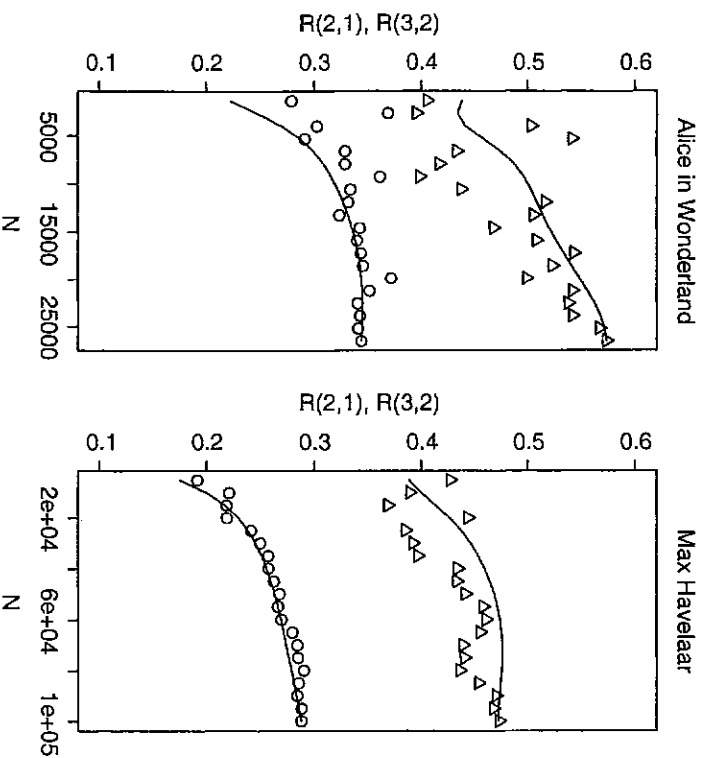 Alice in Wonderland
R(2,1), R(3,2)
0.1 0.2 0.3 0.4 0.5 0.6
5000 15000 25000
N
Max Havelaar
R(2,1), R(3,2)
0.1 0.2 0.3 0.4 0.5 0.6
2e+04 6e+04 1e+05
N